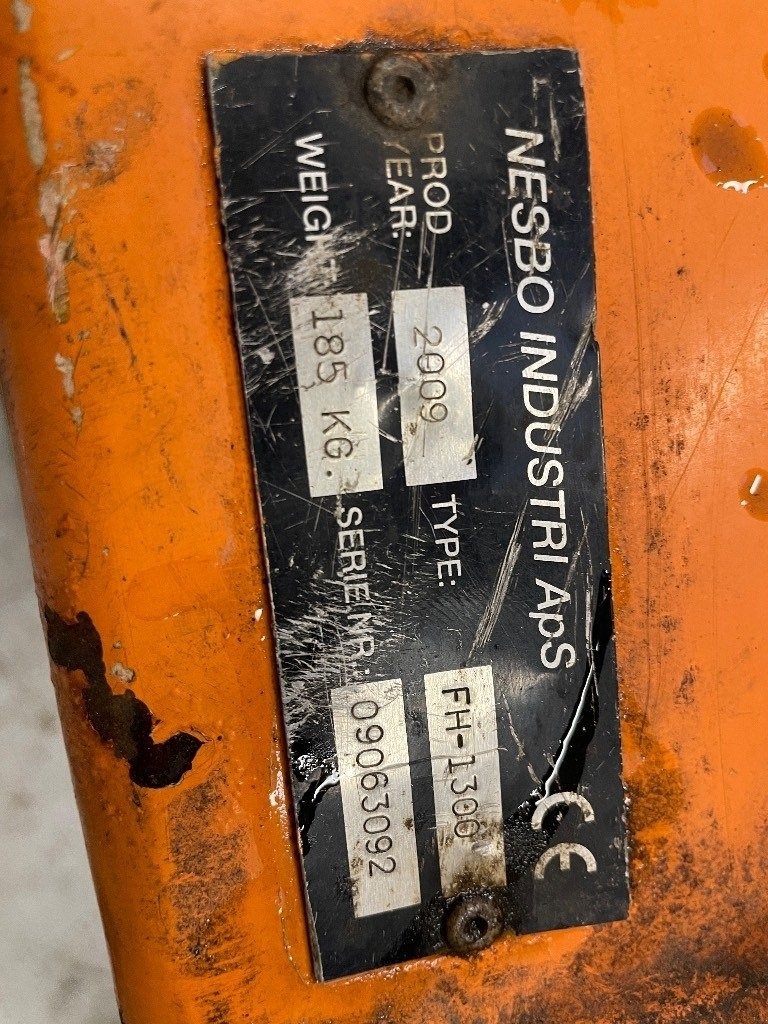 NESBO INDUSTRI ApS CE
PROD YEAR: 2009 TYPE: FH-1300
WEIGHT 185 KG. SERIE NR.: 09063092